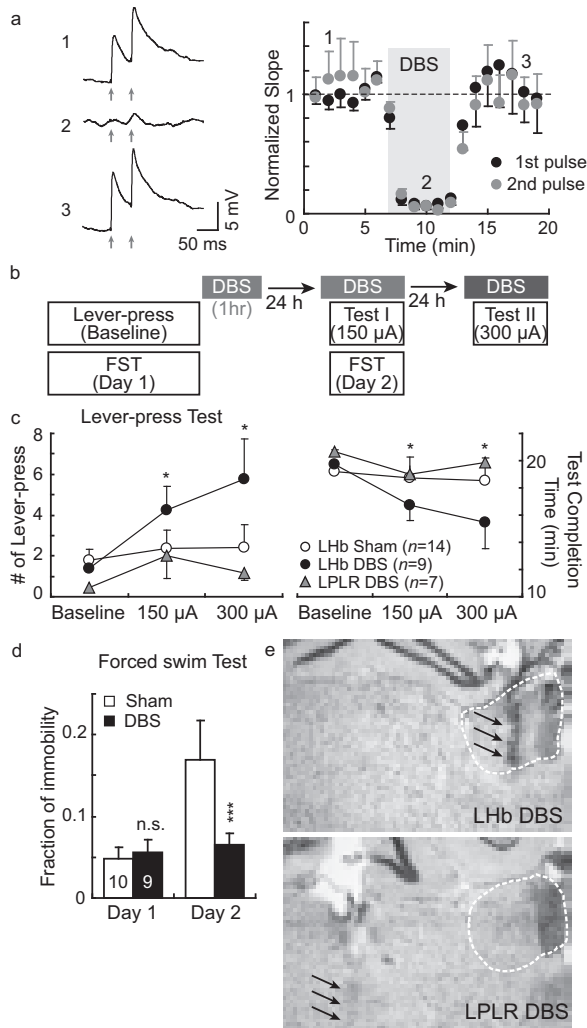 a
1
2
3
5 mV
50 ms
Normalized Slope
1
0
0
5
10
15
20
Time (min)
1
DBS
2
3
1st pulse
2nd pulse
b
DBS
(1hr)
24 h
DBS
24 h
DBS
Lever-press
(Baseline)
Test I
(150 µA)
Test II
(300 µA)
FST
(Day 1)
FST
(Day 2)
c
Lever-press Test
# of Lever-press
8
6
4
2
0
*
*
Baseline
150 µA
300 µA
*
*
LHb Sham (n=14)
LHb DBS (n=9)
LPLR DBS (n=7)
Baseline
150 µA
300 µA
20
10
Test Completion
Time (min)
d
Forced swim Test
Sham
DBS
Fraction of immobility
0.2
0.1
0
n.s.
***
10
9
Day 1
Day 2
e
LHb DBS
LPLR DBS